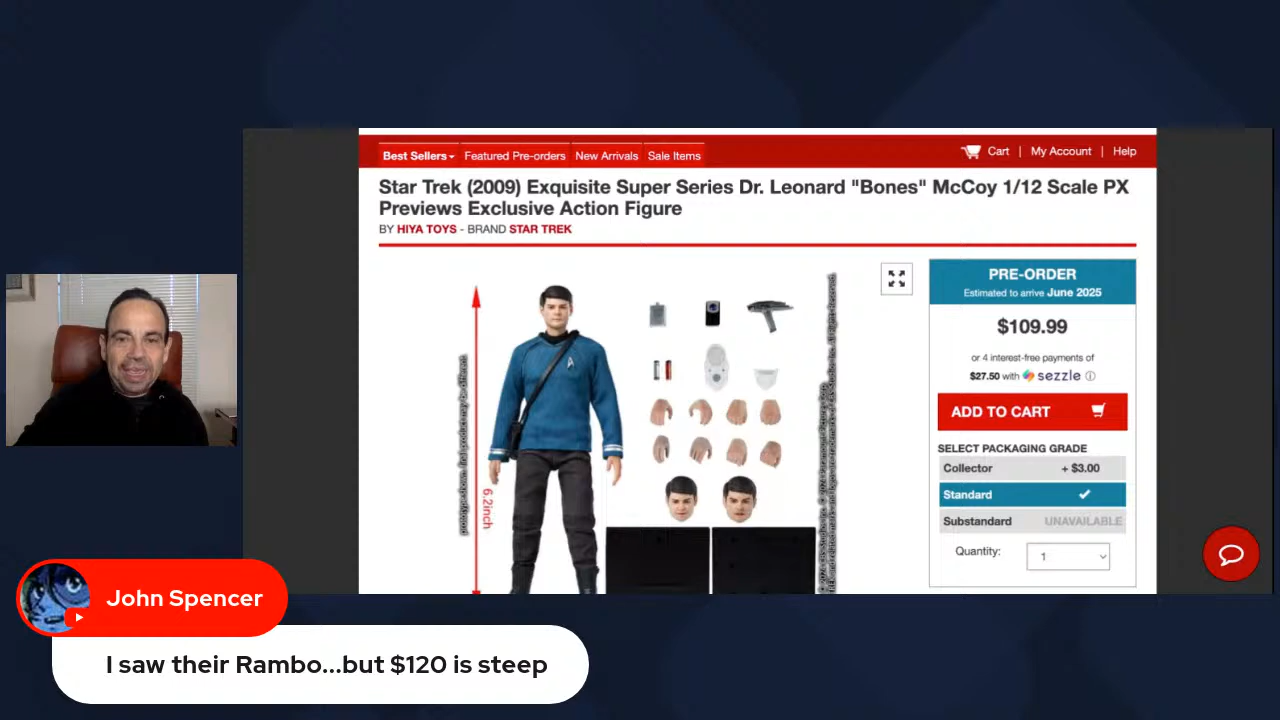 Best Sellers
Featured Pre-orders
New Arrivals
Sale Items
Cart | My Account | Help
Star Trek (2009) Exquisite Super Series Dr. Leonard "Bones" McCoy 1/12 Scale PX
Previews Exclusive Action Figure
BY HIYA TOYS - BRAND STAR TREK
6.2inch
PRE-ORDER
Estimated to arrive June 2025
$109.99
or 4 interest-free payments of
$27.50 with sezzle
ADD TO CART
SELECT PACKAGING GRADE
Collector + $3.00
Standard
Substandard UNAVAILABLE
Quantity: 1
John Spencer
I saw their Rambo...but $120 is steep